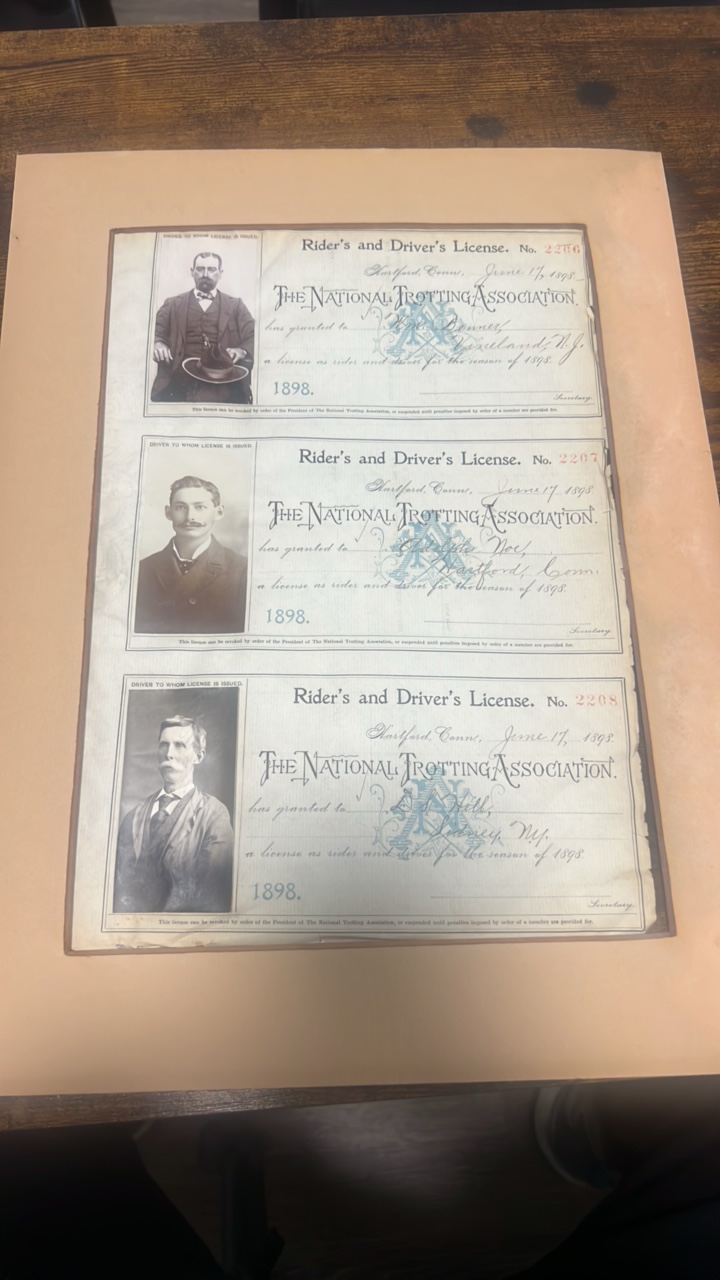 DRIVER TO WHOM LICENSE IS ISSUED.
Rider's and Driver's License. No. 2206
Hartford, Conn., June 17, 1898
THE NATIONAL TROTTING ASSOCIATION.
has granted to Wm.
Vineland, N.J.
a license as rider and driver for the season of 1898.
1898.
Secretary.
This license can be revoked by order of the President of The National Trotting Association, or suspended until penalties imposed by order of a member are provided for.
DRIVER TO WHOM LICENSE IS ISSUED.
Rider's and Driver's License. No. 2207
Hartford, Conn., June 17 1898
THE NATIONAL TROTTING ASSOCIATION.
has granted to Adolph Noe,
Hartford, Conn.
a license as rider and driver for the season of 1898.
1898.
Secretary.
This license can be revoked by order of the President of The National Trotting Association, or suspended until penalties imposed by order of a member are provided for.
DRIVER TO WHOM LICENSE IS ISSUED.
Rider's and Driver's License. No. 2208
Hartford, Conn., June 17, 1898
THE NATIONAL TROTTING ASSOCIATION.
has granted to Hill,
Sidney, N.Y.
a license as rider and driver for the season of 1898.
1898.
Secretary.
This license can be revoked by order of the President of The National Trotting Association, or suspended until penalties imposed by order of a member are provided for.